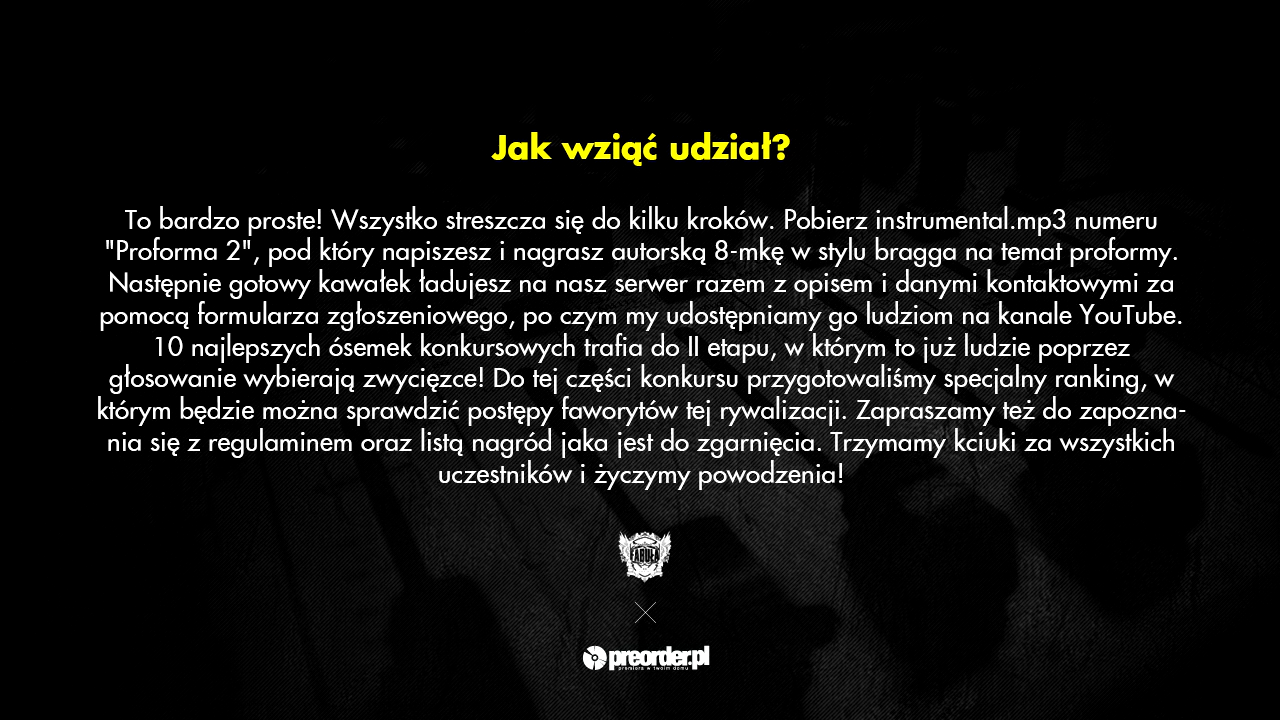 Jak wziąć udział?
To bardzo proste! Wszystko streszcza się do kilku kroków. Pobierz instrumental.mp3 numeru
"Proforma 2", pod który napiszesz i nagrasz autorską 8-mkę w stylu bragga na temat proformy.
Następnie gotowy kawałek ładujesz na nasz serwer razem z opisem i danymi kontaktowymi za
pomocą formularza zgłoszeniowego, po czym my udostępniamy go ludziom na kanale YouTube.
10 najlepszych ósemek konkursowych trafia do II etapu, w którym to już ludzie poprzez
głosowanie wybierają zwycięzce! Do tej części konkursu przygotowaliśmy specjalny ranking, w
którym będzie można sprawdzić postępy faworytów tej rywalizacji. Zapraszamy też do zapozna-
nia się z regulaminem oraz listą nagród jaka jest do zgarnięcia. Trzymamy kciuki za wszystkich
uczestników i życzymy powodzenia!
FABUŁA
preorder.pl
premiera w twoim domu